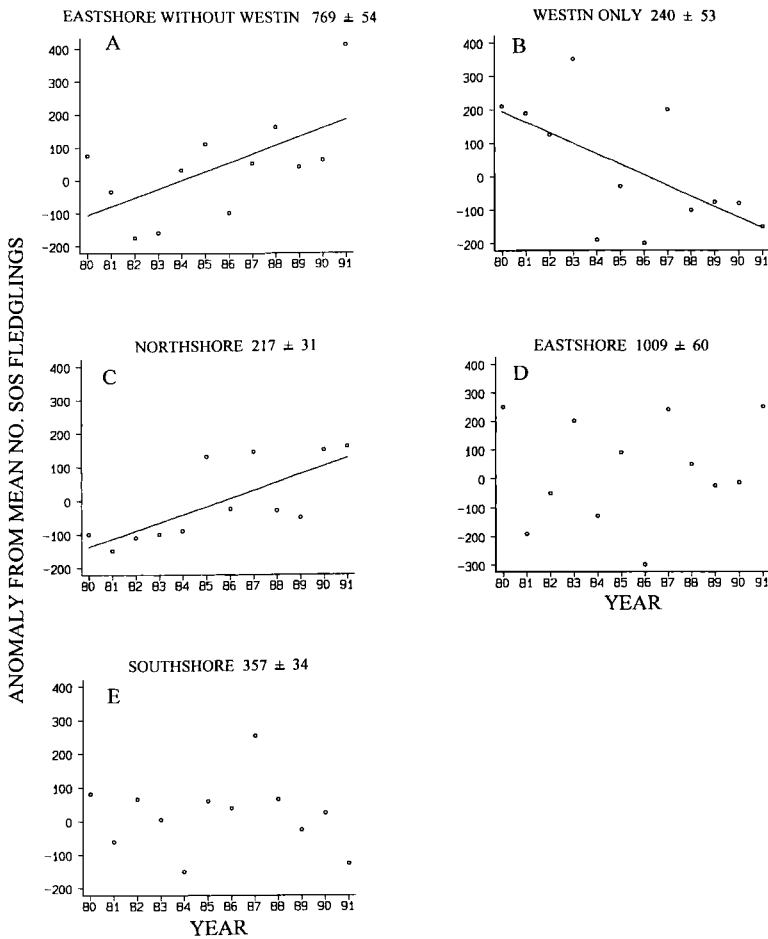 EASTSHORE WITHOUT WESTIN 769 ± 54
A
400
300
200
100
0
-100
-200
80 81 82 83 84 85 86 87 88 89 90 91
WESTIN ONLY 240 ± 53
B
400
300
200
100
0
-100
-200
80 81 82 83 84 85 86 87 88 89 90 91
ANOMALY FROM MEAN NO. SOS FLEDGLINGS
NORTHSHORE 217 ± 31
C
400
300
200
100
0
-100
-200
80 81 82 83 84 85 86 87 88 89 90 91
EASTSHORE 1009 ± 60
D
400
300
200
100
0
-100
-200
-300
80 81 82 83 84 85 86 87 88 89 90 91
YEAR
SOUTHSHORE 357 ± 34
E
400
300
200
100
0
-100
-200
80 81 82 83 84 85 86 87 88 89 90 91
YEAR